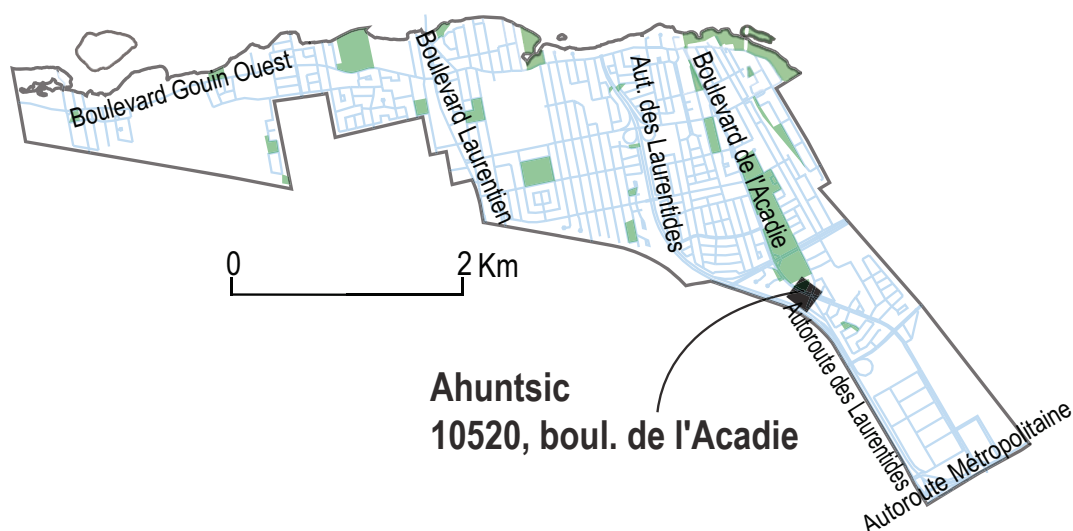 Boulevard Gouin Ouest
Boulevard Laurentien
Aut. des Laurentides
Boulevard de l'Acadie
0
2 Km
Autoroute des Laurentides
Ahuntsic
10520, boul. de l'Acadie
Autoroute Métropolitaine